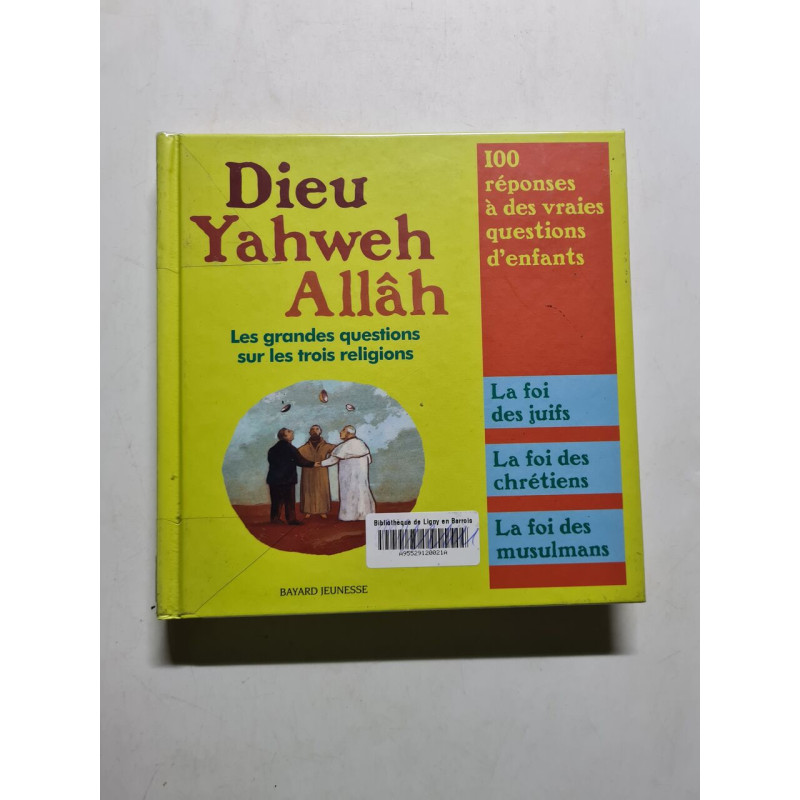 Dieu
Yahweh
Allâh
Les grandes questions
sur les trois religions
100
réponses
à des vraies
questions
d'enfants
La foi
des juifs
La foi des
chrétiens
La foi des
musulmans
Bibliothèque de Ligny en Barrois
A95529120021A
BAYARD JEUNESSE